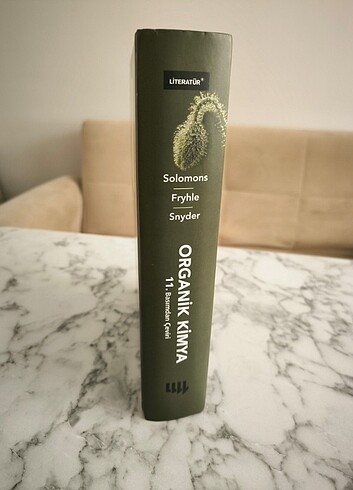 LİTERATÜR®
Solomons
Fryhle
Snyder
ORGANİK KİMYA
11. Basımdan Çeviri